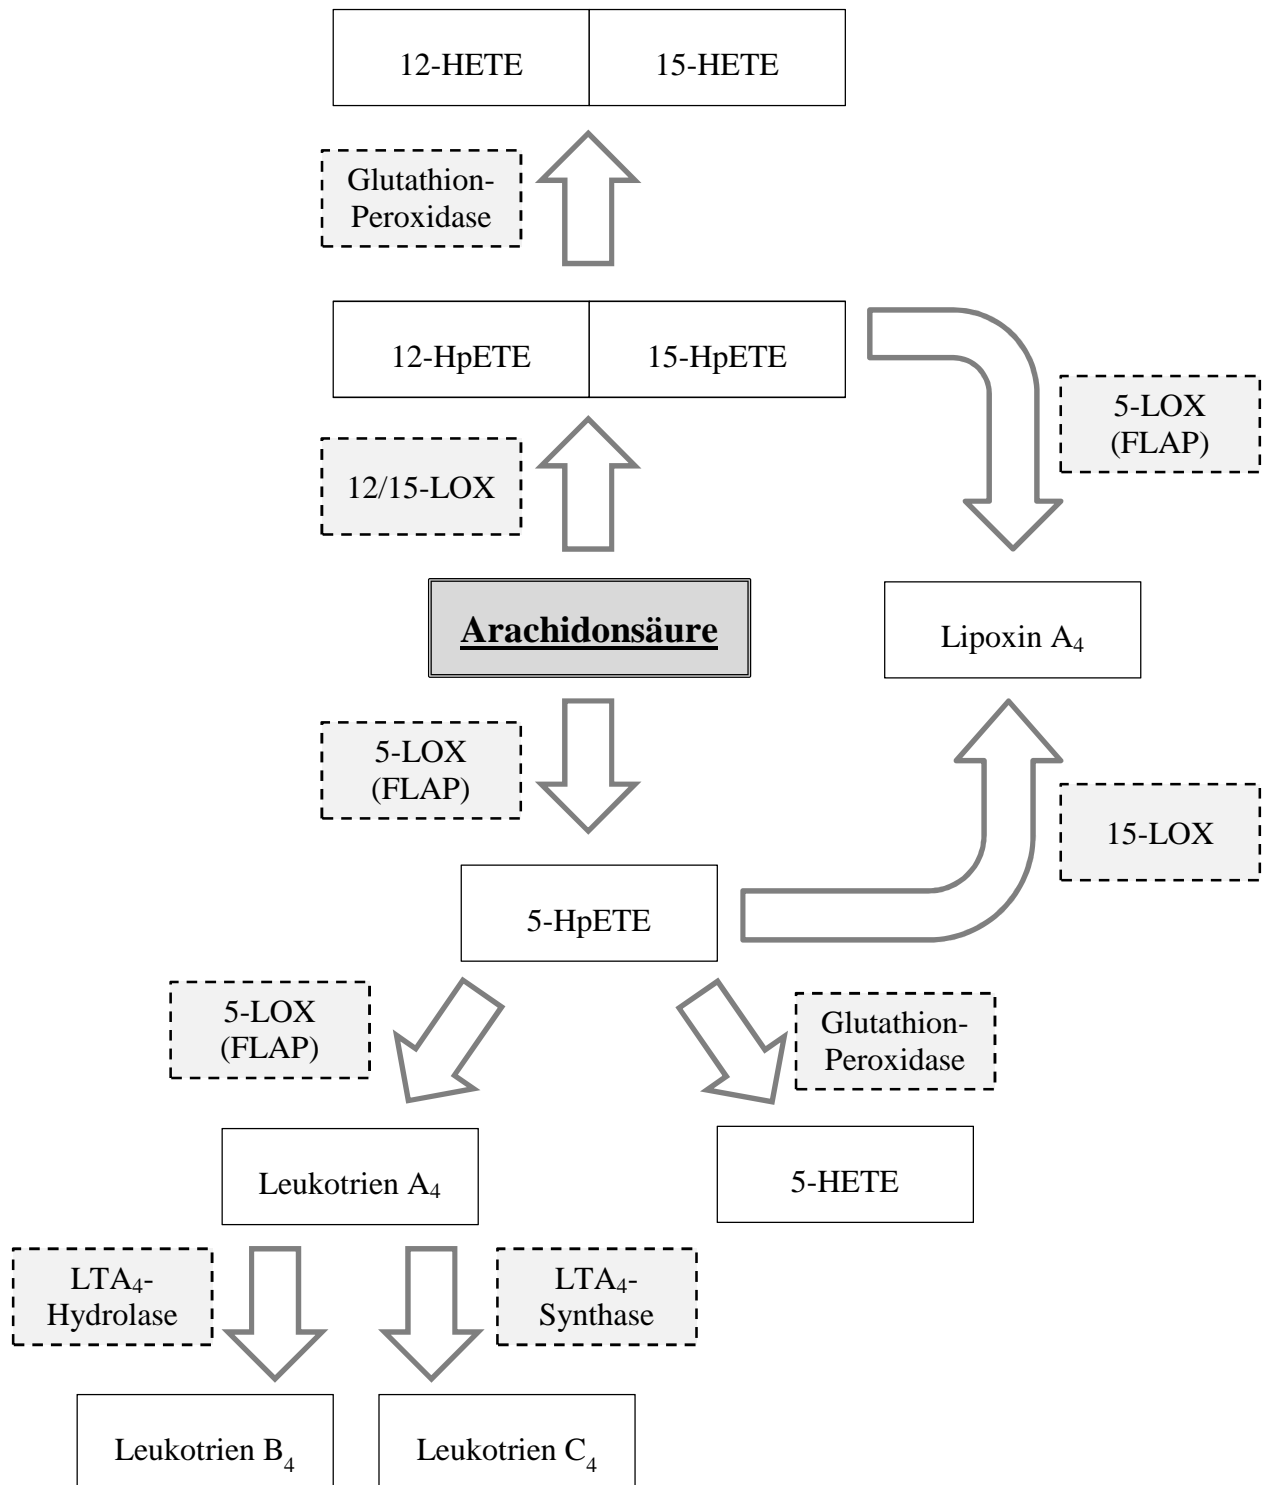 12-HETE 15-HETE
Glutathion-
Peroxidase
12-HpETE 15-HpETE
5-LOX
(FLAP)
12/15-LOX
Arachidonsäure
Lipoxin A₄
5-LOX
(FLAP)
15-LOX
5-HpETE
5-LOX
(FLAP)
Glutathion-
Peroxidase
Leukotrien A₄
5-HETE
LTA₄-
Hydrolase
LTA₄-
Synthase
Leukotrien B₄
Leukotrien C₄